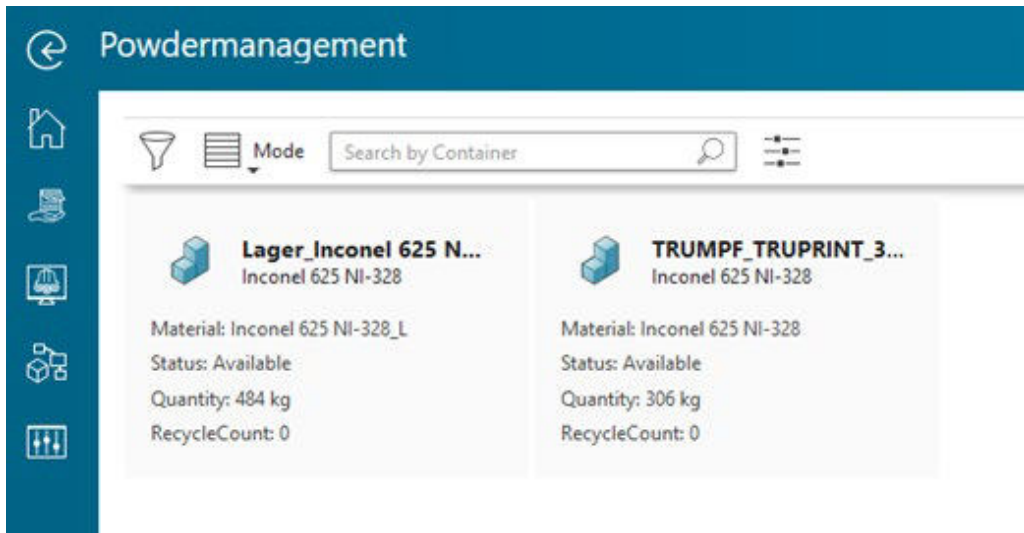 Powdermanagement
Mode
Search by Container
Lager_Inconel 625 N...
Inconel 625 NI-328
Material: Inconel 625 NI-328_L
Status: Available
Quantity: 484 kg
RecycleCount: 0
TRUMPF_TRUPRINT_3...
Inconel 625 NI-328
Material: Inconel 625 NI-328
Status: Available
Quantity: 306 kg
RecycleCount: 0